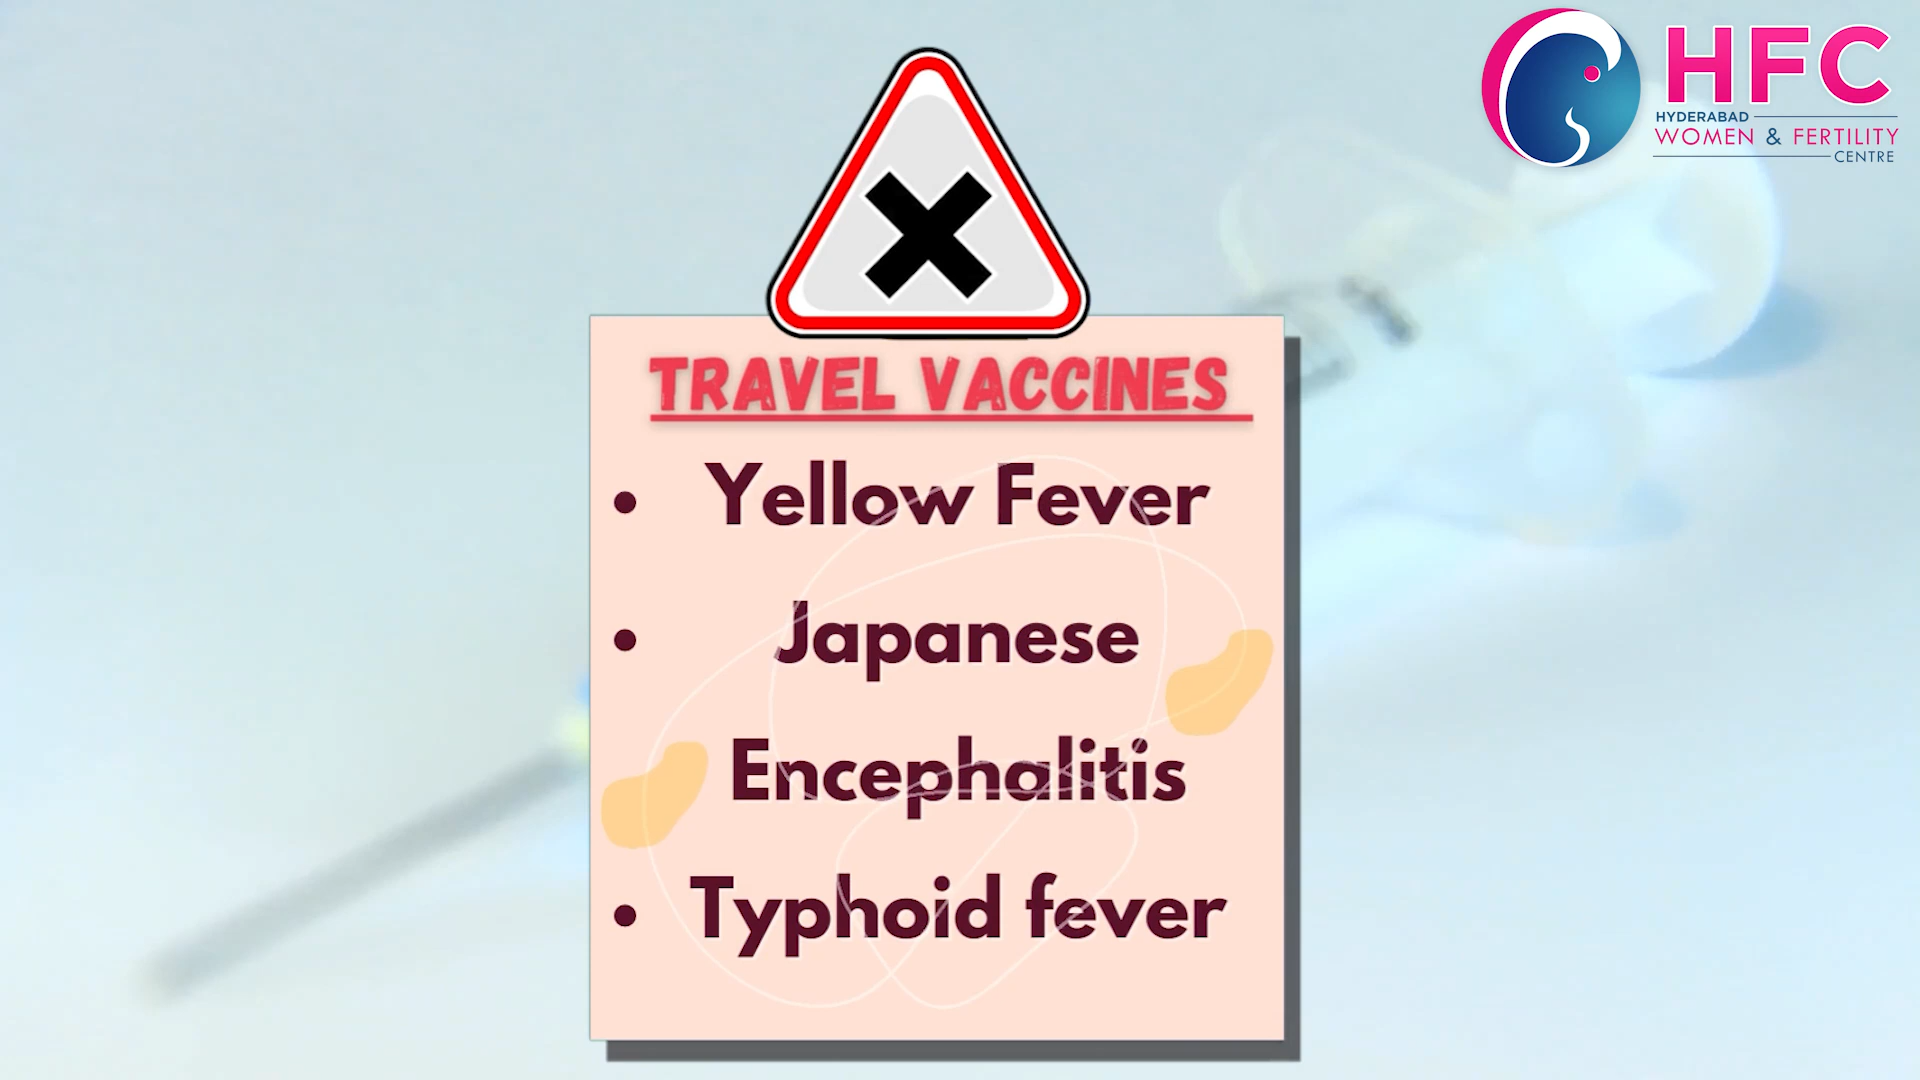 HFC
HYDERABAD
WOMEN & FERTILITY
CENTRE
TRAVEL VACCINES
• Yellow Fever
• Japanese
Encephalitis
• Typhoid fever